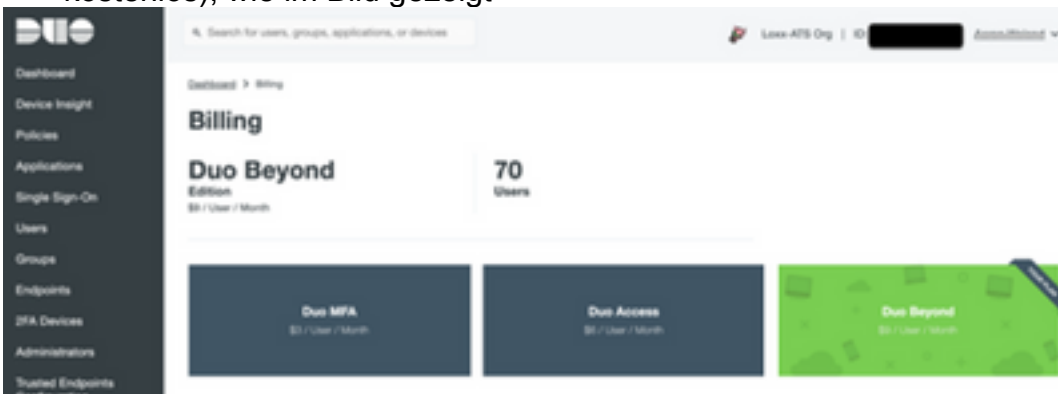 kostenlos), wie im Bild gezeigt
DUO
Search for users, groups, applications, or devices
Loxx-ATS Org | ID
Dashboard
Device Insight
Policies
Applications
Single Sign-On
Users
Groups
Endpoints
2FA Devices
Administrators
Trusted Endpoints
Dashboard > Billing
Billing
Duo Beyond
Edition
$9 / User / Month
70
Users
Duo MFA
$3 / User / Month
Duo Access
$6 / User / Month
Duo Beyond
$9 / User / Month